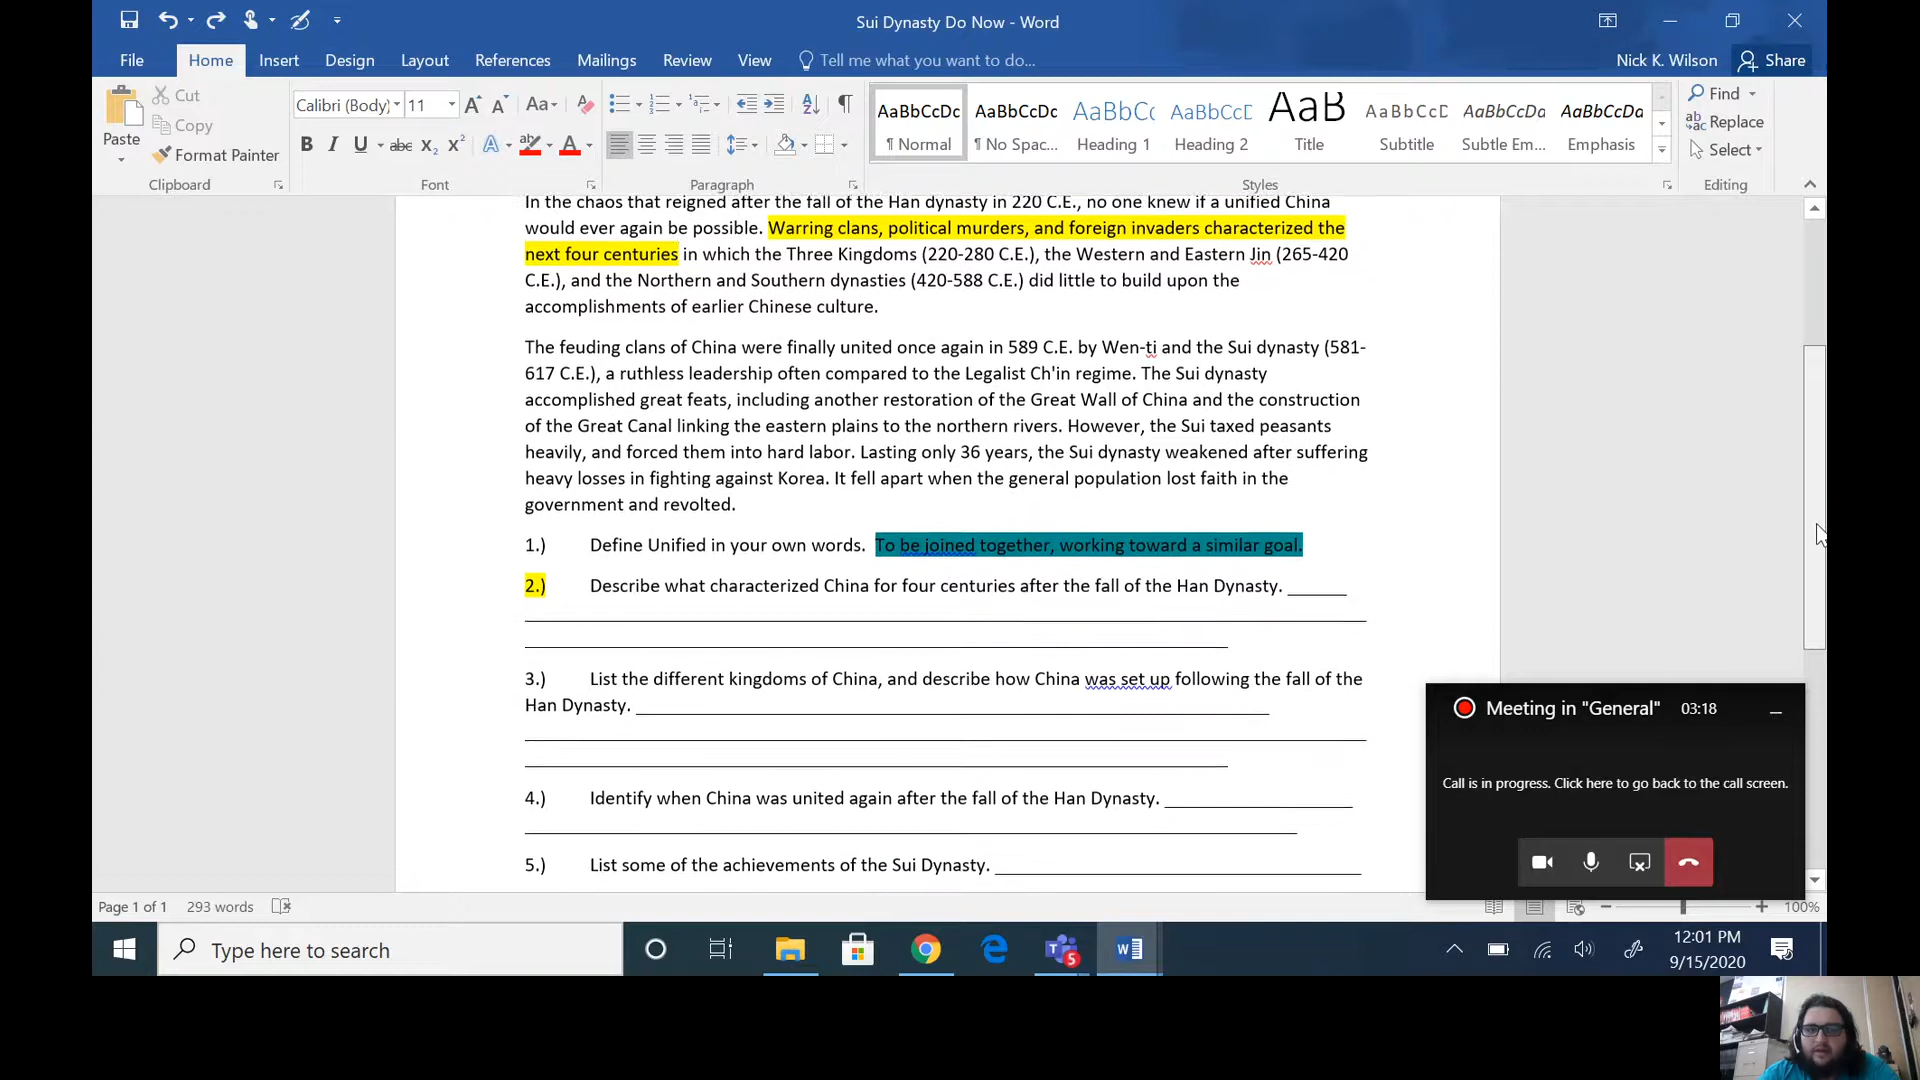 Sui Dynasty Do Now - Word
File Home Insert Design Layout References Mailings Review View Tell me what you want to do... Nick K. Wilson Share
Paste
Cut
Copy
Format Painter
Calibri (Body) 11
AaBbCcDc AaBbCcDc AaBbCc AaBbCcE AaB AaBbCcD AaBbCcDa AaBbCcDa
¶ Normal ¶ No Spac... Heading 1 Heading 2 Title Subtitle Subtle Em... Emphasis
Find
Replace
Select
Clipboard Font Paragraph Styles Editing
In the chaos that reigned after the fall of the Han dynasty in 220 C.E., no one knew if a unified China
would ever again be possible. Warring clans, political murders, and foreign invaders characterized the
next four centuries in which the Three Kingdoms (220-280 C.E.), the Western and Eastern Jin (265-420
C.E.), and the Northern and Southern dynasties (420-588 C.E.) did little to build upon the
accomplishments of earlier Chinese culture.
The feuding clans of China were finally united once again in 589 C.E. by Wen-ti and the Sui dynasty (581-
617 C.E.), a ruthless leadership often compared to the Legalist Ch'in regime. The Sui dynasty
accomplished great feats, including another restoration of the Great Wall of China and the construction
of the Great Canal linking the eastern plains to the northern rivers. However, the Sui taxed peasants
heavily, and forced them into hard labor. Lasting only 36 years, the Sui dynasty weakened after suffering
heavy losses in fighting against Korea. It fell apart when the general population lost faith in the
government and revolted.
1.) Define Unified in your own words. To be joined together, working toward a similar goal.
2.) Describe what characterized China for four centuries after the fall of the Han Dynasty. ______
3.) List the different kingdoms of China, and describe how China was set up following the fall of the
Han Dynasty. ______
4.) Identify when China was united again after the fall of the Han Dynasty. ______
5.) List some of the achievements of the Sui Dynasty. ______
Meeting in "General" 03:18
Call is in progress. Click here to go back to the call screen.
Page 1 of 1 293 words 100%
Type here to search
5
12:01 PM
9/15/2020